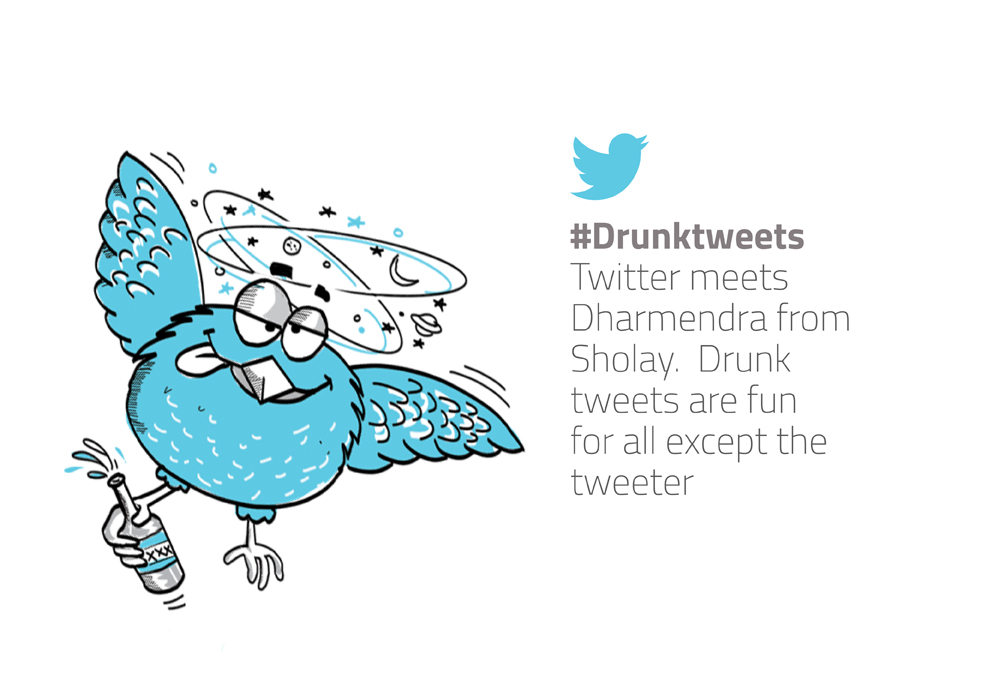 #Drunktweets
Twitter meets
Dharmendra from
Sholay.  Drunk
tweets are fun
for all except the
tweeter
XXX